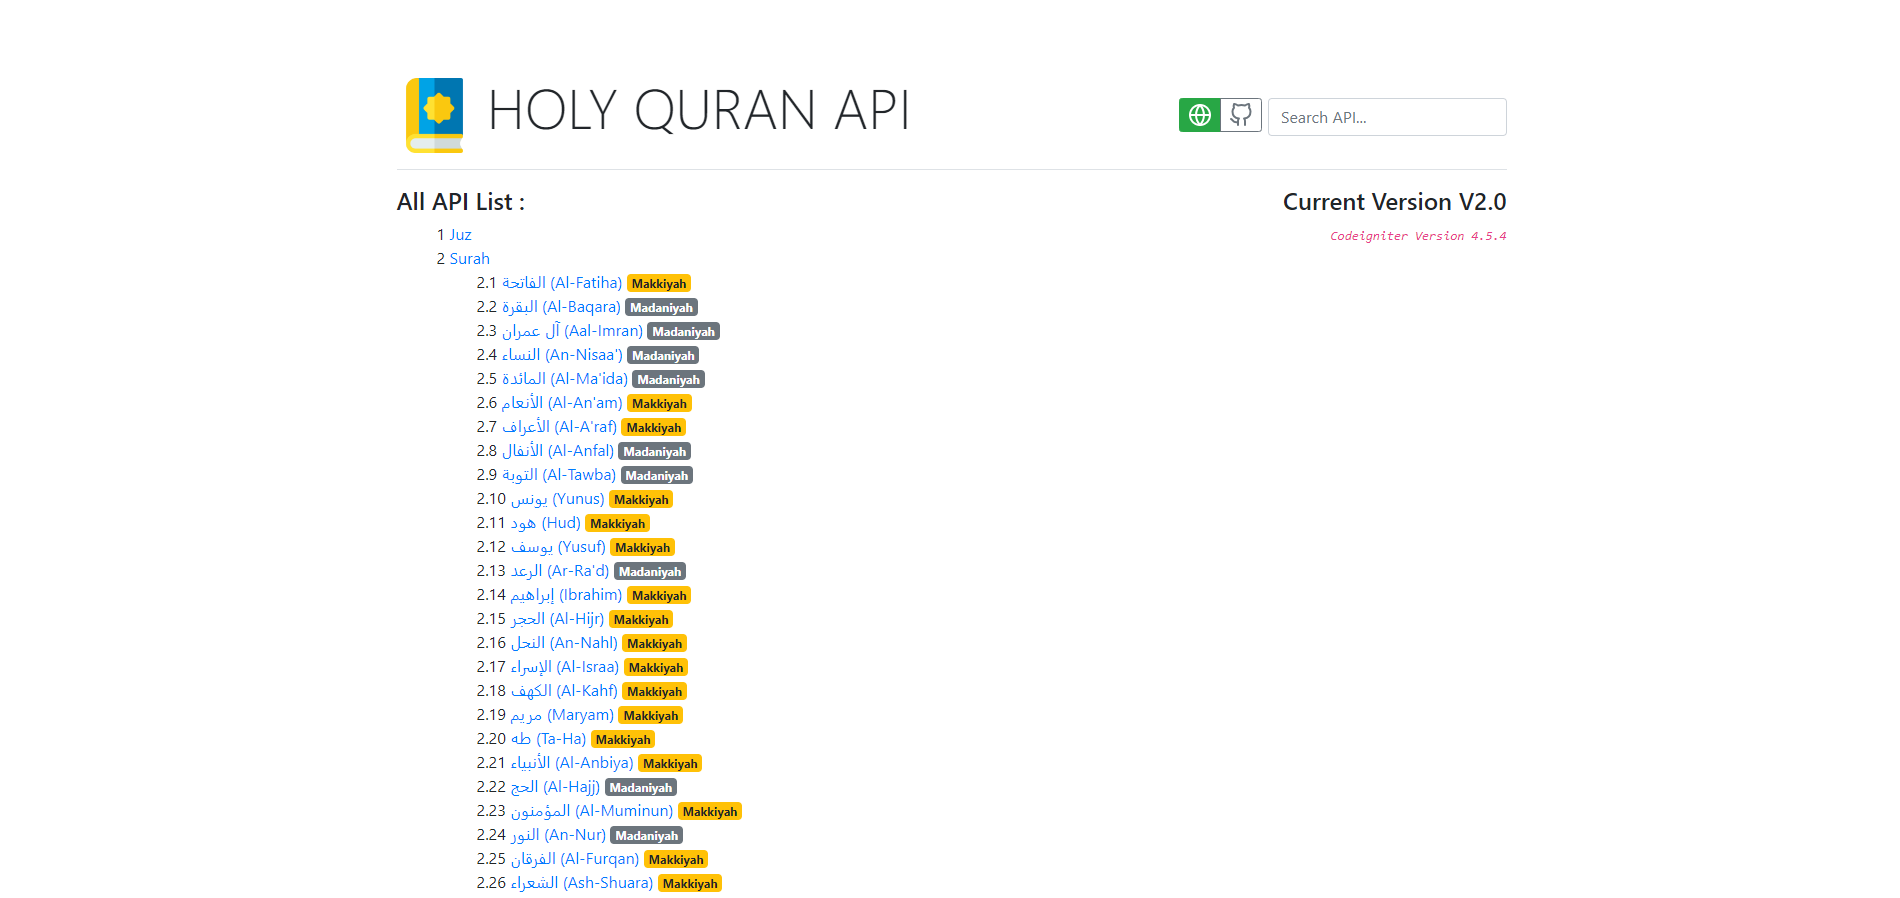 HOLY QURAN API
Search API...
All API List :
Current Version V2.0
Codeigniter Version 4.5.4
1 Juz
2 Surah
2.1 الفاتحة (Al-Fatiha) Makkiyah
2.2 البقرة (Al-Baqara) Madaniyah
2.3 آل عمران (Aal-Imran) Madaniyah
2.4 النساء (An-Nisaa') Madaniyah
2.5 المائدة (Al-Ma'ida) Madaniyah
2.6 الأنعام (Al-An'am) Makkiyah
2.7 الأعراف (Al-A'raf) Makkiyah
2.8 الأنفال (Al-Anfal) Madaniyah
2.9 التوبة (At-Tawba) Madaniyah
2.10 يونس (Yunus) Makkiyah
2.11 هود (Hud) Makkiyah
2.12 يوسف (Yusuf) Makkiyah
2.13 الرعد (Ar-Ra'd) Madaniyah
2.14 إبراهيم (Ibrahim) Makkiyah
2.15 الحجر (Al-Hijr) Makkiyah
2.16 النحل (An-Nahl) Makkiyah
2.17 الإسراء (Al-Israa) Makkiyah
2.18 الكهف (Al-Kahf) Makkiyah
2.19 مريم (Maryam) Makkiyah
2.20 طه (Ta-Ha) Makkiyah
2.21 الأنبياء (Al-Anbiya) Makkiyah
2.22 الحج (Al-Hajj) Madaniyah
2.23 المؤمنون (Al-Muminun) Makkiyah
2.24 النور (An-Nur) Madaniyah
2.25 الفرقان (Al-Furqan) Makkiyah
2.26 الشعراء (Ash-Shuara) Makkiyah